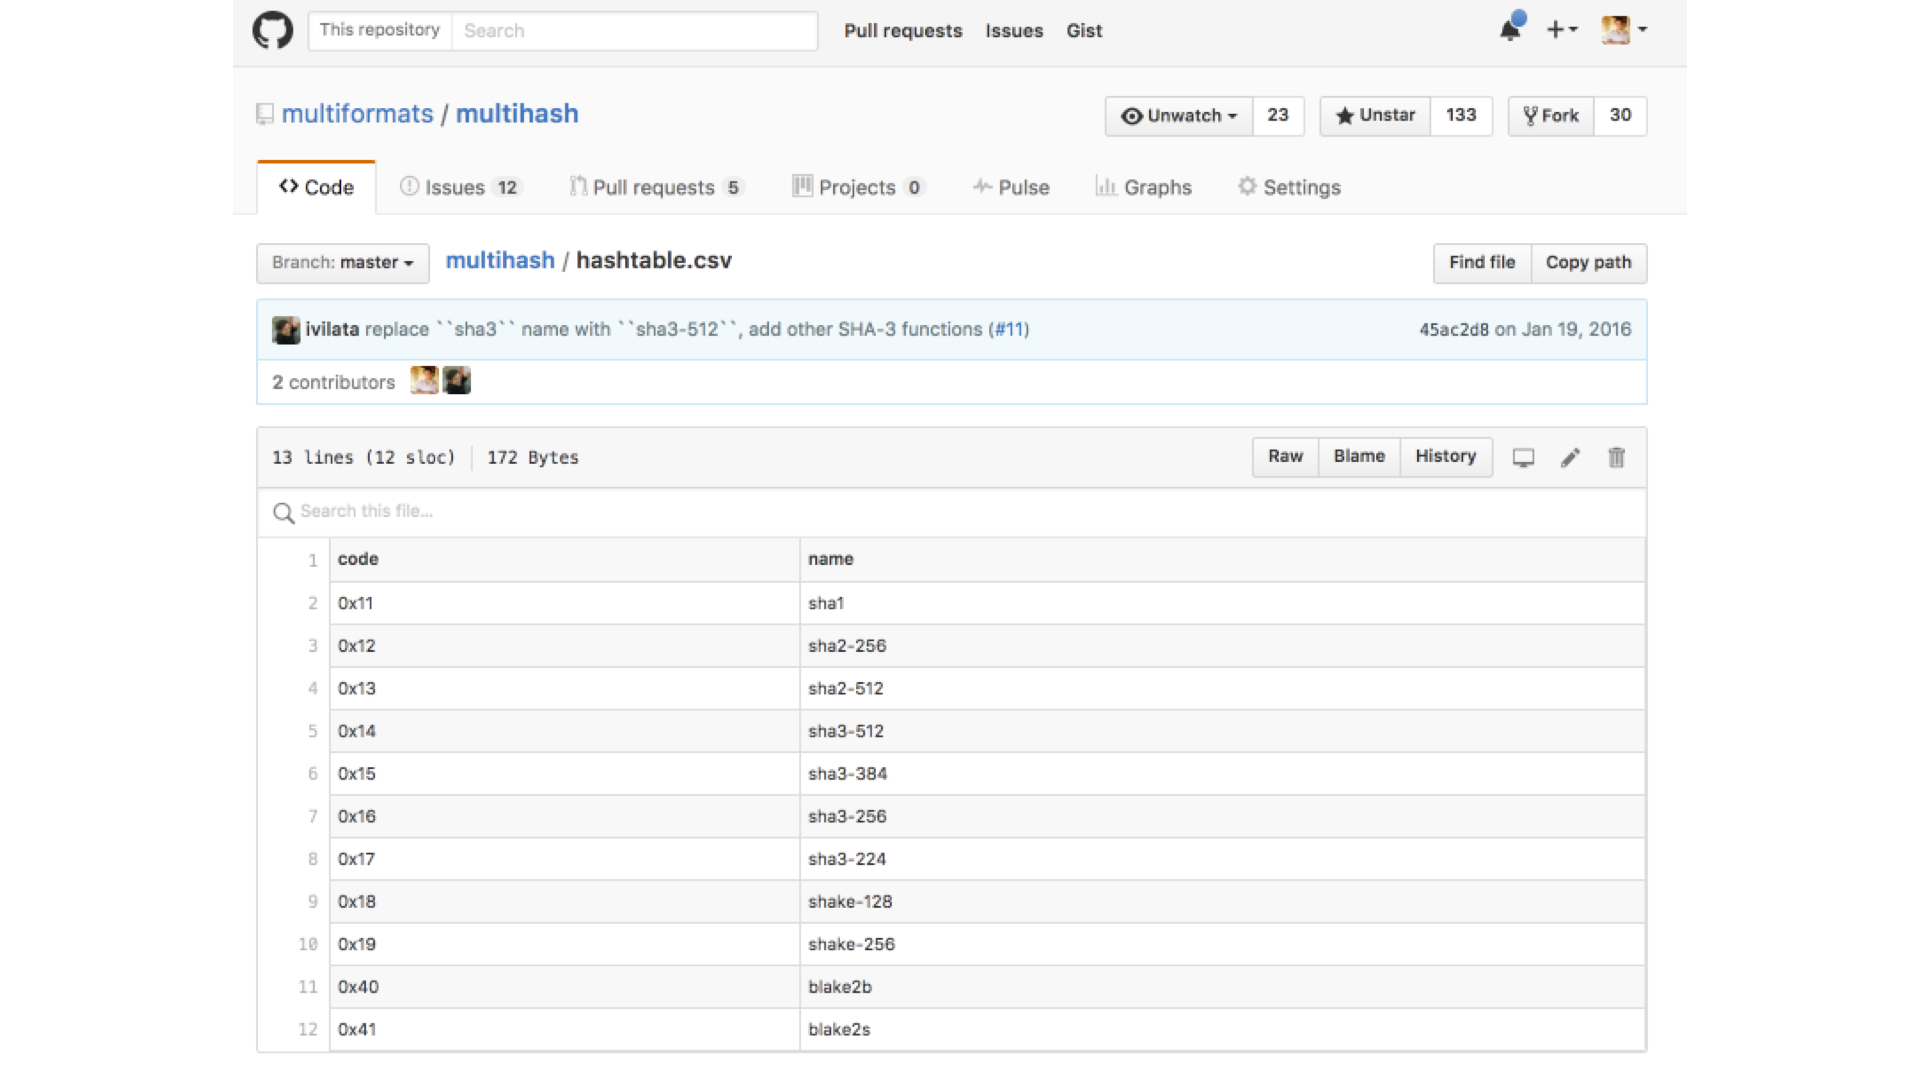 This repository Search Pull requests Issues Gist
multiformats / multihash Unwatch 23 Unstar 133 Fork 30
Code Issues 12 Pull requests 5 Projects 0 Pulse Graphs Settings
Branch: master multihash / hashtable.csv Find file Copy path
ivilata replace ``sha3`` name with ``sha3-512``, add other SHA-3 functions (#11) 45ac2d8 on Jan 19, 2016
2 contributors
13 lines (12 sloc) 172 Bytes Raw Blame History
Search this file...
1 code name
2 0x11 sha1
3 0x12 sha2-256
4 0x13 sha2-512
5 0x14 sha3-512
6 0x15 sha3-384
7 0x16 sha3-256
8 0x17 sha3-224
9 0x18 shake-128
10 0x19 shake-256
11 0x40 blake2b
12 0x41 blake2s